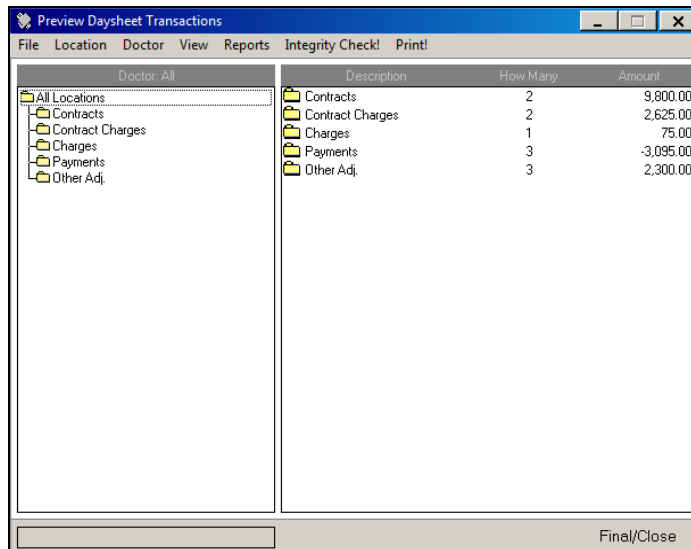 Preview Daysheet Transactions
File Location Doctor View Reports Integrity Check! Print!
Doctor: All
All Locations
Contracts
Contract Charges
Charges
Payments
Other Adj.
Description How Many Amount
Contracts 2 9,800.00
Contract Charges 2 2,625.00
Charges 1 75.00
Payments 3 -3,095.00
Other Adj. 3 2,300.00
Final/Close